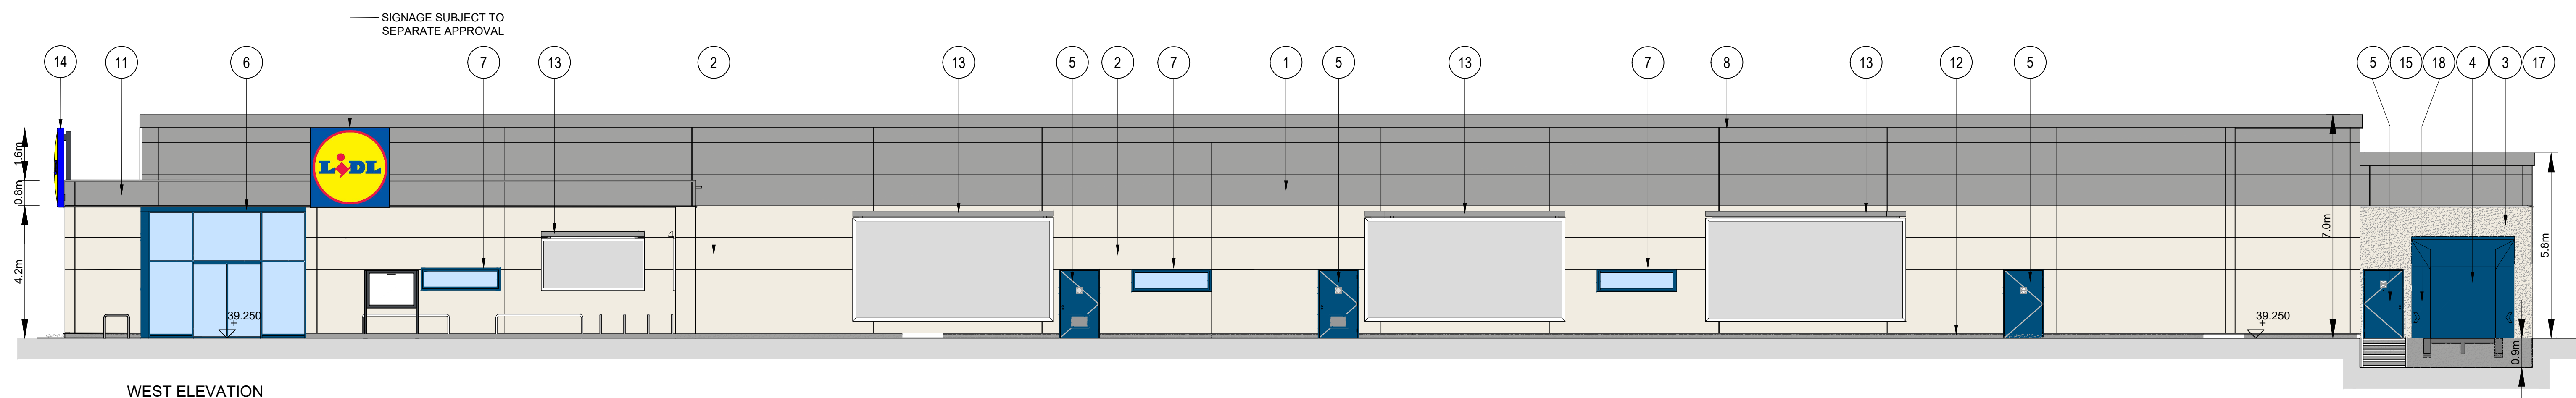 SIGNAGE SUBJECT TO
SEPARATE APPROVAL
14 11 6 7 13 2 13 5 2 7 1 5 13 7 8 13 12 5 5 15 18 4 3 17
1.6m
0.8m
4.2m
LiDL
39.250
39.250
7.0m
5.8m
0.9m
WEST ELEVATION